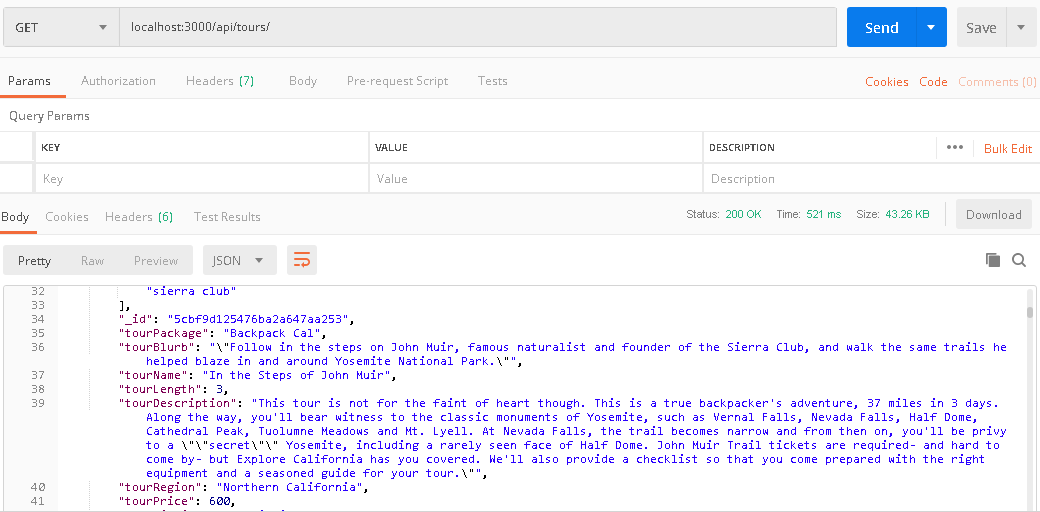 GET localhost:3000/api/tours/ Send Save
Params Authorization Headers (7) Body Pre-request Script Tests Cookies Code Comments (0)
Query Params
KEY VALUE DESCRIPTION ••• Bulk Edit
Key Value Description
Body Cookies Headers (6) Test Results Status: 200 OK Time: 521 ms Size: 43.26 KB Download
Pretty Raw Preview JSON
32 "sierra club"
33 ],
34 "_id": "5cbf9d125476ba2a647aa253",
35 "tourPackage": "Backpack Cal",
36 "tourBlurb": "\"Follow in the steps on John Muir, famous naturalist and founder of the Sierra Club, and walk the same trails he
helped blaze in and around Yosemite National Park.\"",
37 "tourName": "In the Steps of John Muir",
38 "tourLength": 3,
39 "tourDescription": "This tour is not for the faint of heart though. This is a true backpacker's adventure, 37 miles in 3 days.
Along the way, you'll bear witness to the classic monuments of Yosemite, such as Vernal Falls, Nevada Falls, Half Dome,
Cathedral Peak, Tuolumne Meadows and Mt. Lyell. At Nevada Falls, the trail becomes narrow and from then on, you'll be privy
to a \"\"secret\"\" Yosemite, including a rarely seen face of Half Dome. John Muir Trail tickets are required- and hard to
come by- but Explore California has you covered. We'll also provide a checklist so that you come prepared with the right
equipment and a seasoned guide for your tour.\"",
40 "tourRegion": "Northern California",
41 "tourPrice": 600,